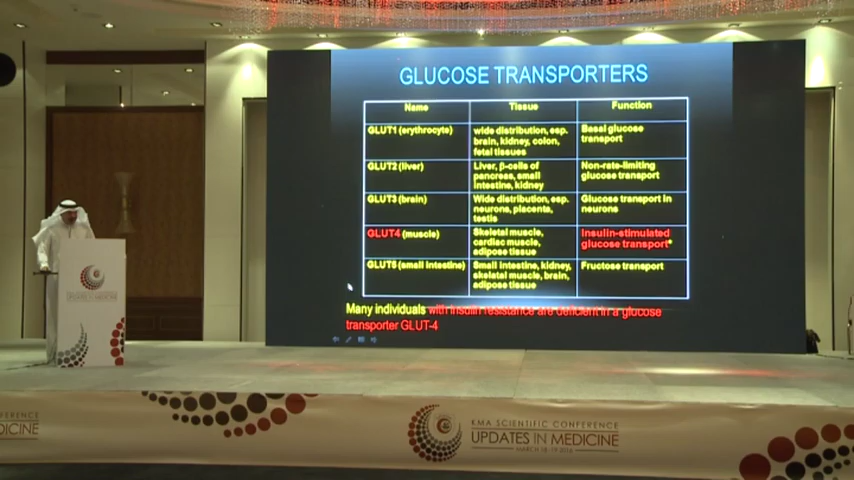 GLUCOSE TRANSPORTERS
Name Tissue Function
GLUT1 (erythrocyte) wide distribution, esp. brain, kidney, colon, fetal tissues Basal glucose transport
GLUT2 (liver) Liver, β-cells of pancreas, small intestine, kidney Non-rate-limiting glucose transport
GLUT3 (brain) Wide distribution, esp. neurons, placenta, testis Glucose transport in neurons
GLUT4 (muscle) Skeletal muscle, cardiac muscle, adipose tissue Insulin-stimulated glucose transport*
GLUT5 (small intestine) Small intestine, kidney, skeletal muscle, brain, adipose tissue Fructose transport
Many individuals with insulin resistance are deficient in a glucose
transporter GLUT-4
UPDATES IN MEDICINE
FERENCE
DICINE
KMA SCIENTIFIC CONFERENCE
UPDATES IN MEDICINE